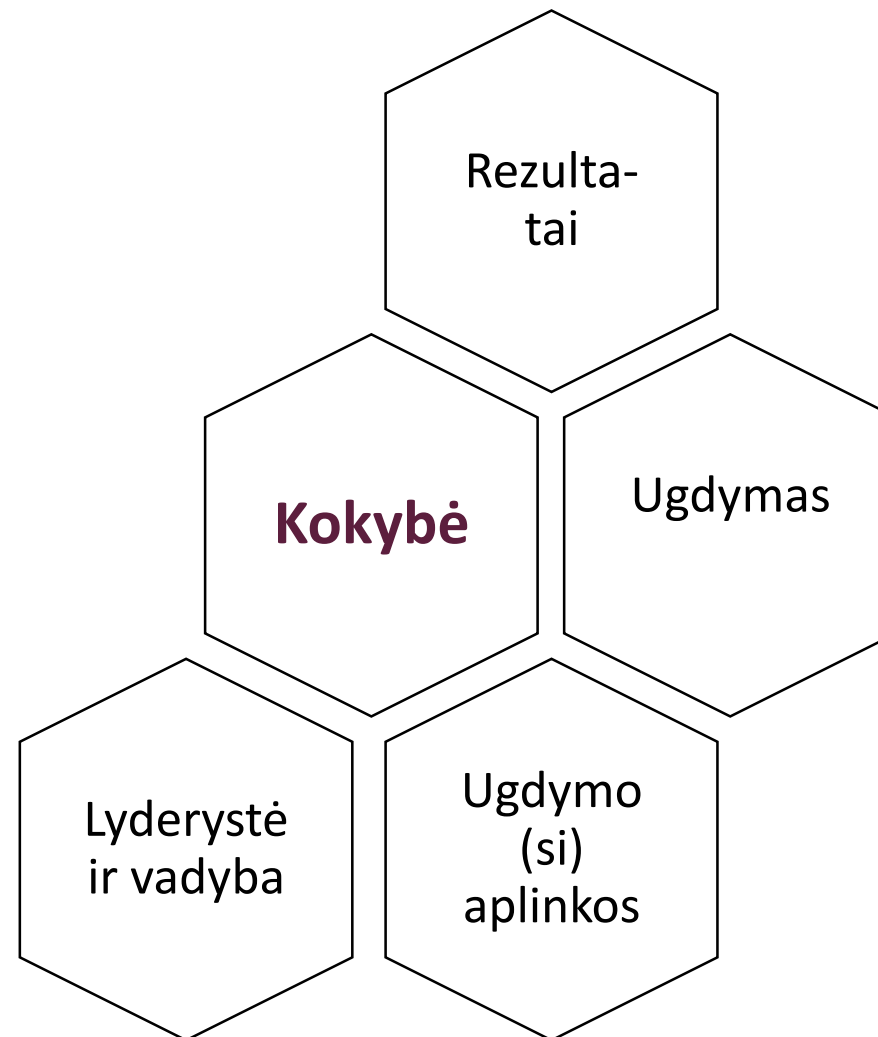 Rezulta-
tai
Kokybė
Ugdymas
Lyderystė
ir vadyba
Ugdymo
(si)
aplinkos